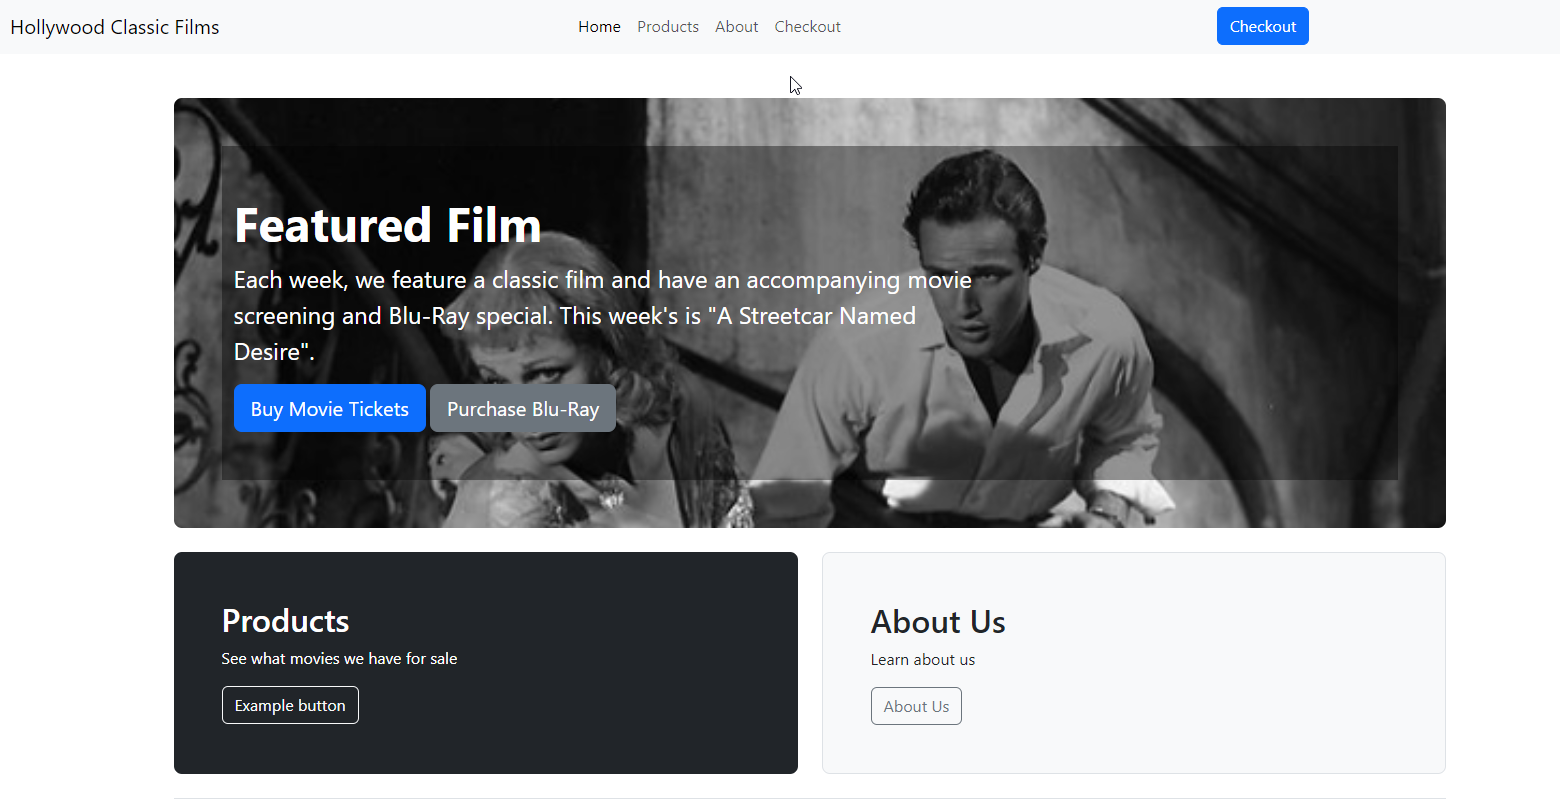 Hollywood Classic Films
Home Products About Checkout
Checkout
Featured Film
Each week, we feature a classic film and have an accompanying movie
screening and Blu-Ray special. This week's is "A Streetcar Named
Desire".
Buy Movie Tickets
Purchase Blu-Ray
Products
See what movies we have for sale
Example button
About Us
Learn about us
About Us